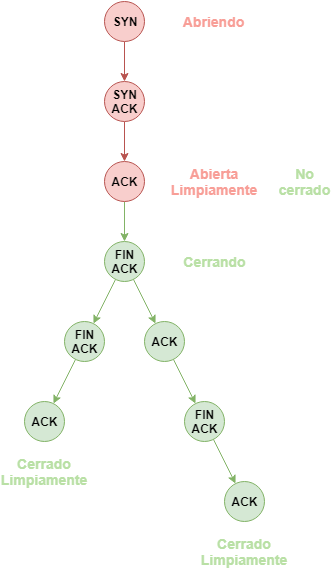 SYN
Abriendo
SYN
ACK
ACK
Abierta
Limpiamente
No
cerrado
FIN
ACK
Cerrando
FIN
ACK
ACK
ACK
FIN
ACK
Cerrado
Limpiamente
ACK
Cerrado
Limpiamente